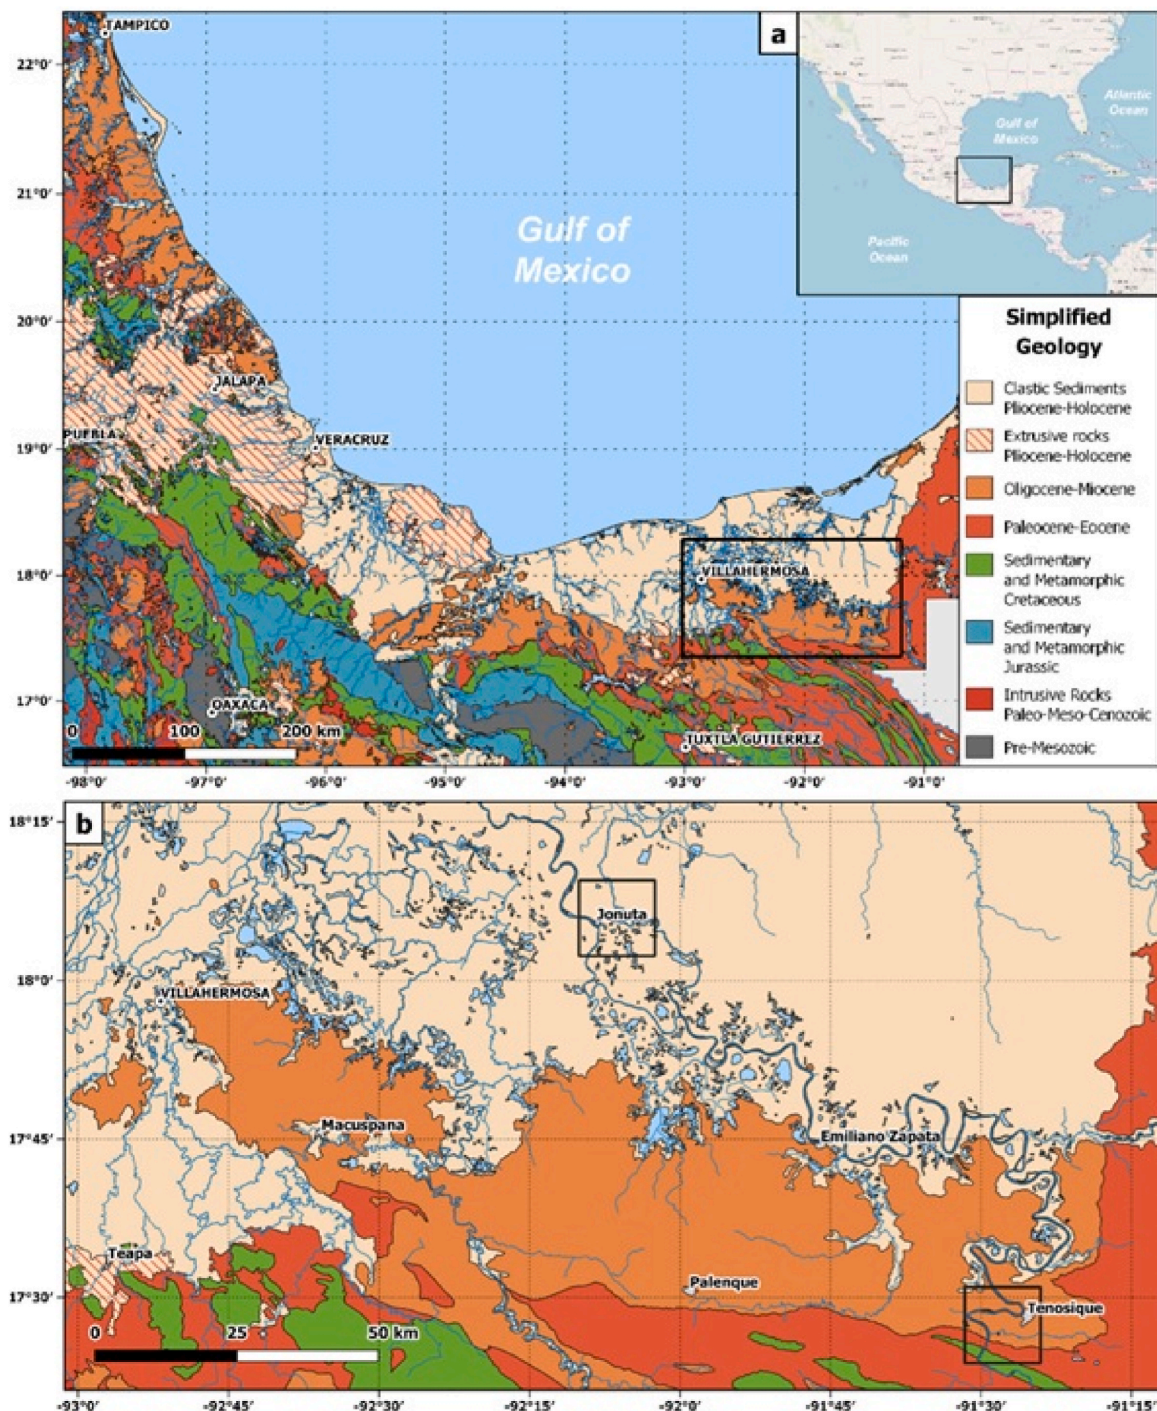 TAMPICO
a
22°0'
21°0'
20°0'
19°0'
18°0'
17°0'
Gulf of
Mexico
Atlantic
Ocean
Gulf of
Mexico
Pacific
Ocean
JALAPA
PUEBLA
VERACRUZ
VILLAHERMOSA
OAXACA
TUXTLA GUTIERREZ
0 100 200 km
-98°0' -97°0' -96°0' -95°0' -94°0' -93°0' -92°0' -91°0'
Simplified
Geology
Clastic Sediments
Pliocene-Holocene
Extrusive rocks
Pliocene-Holocene
Oligocene-Miocene
Paleocene-Eocene
Sedimentary
and Metamorphic
Cretaceous
Sedimentary
and Metamorphic
Jurassic
Intrusive Rocks
Paleo-Meso-Cenozoic
Pre-Mesozoic
b
18°15'
18°0'
17°45'
17°30'
Jonuta
VILLAHERMOSA
Macuspana
Emiliano Zapata
Teapa
Palenque
Tenosique
0 25 50 km
-93°0' -92°45' -92°30' -92°15' -92°0' -91°45' -91°30' -91°15'